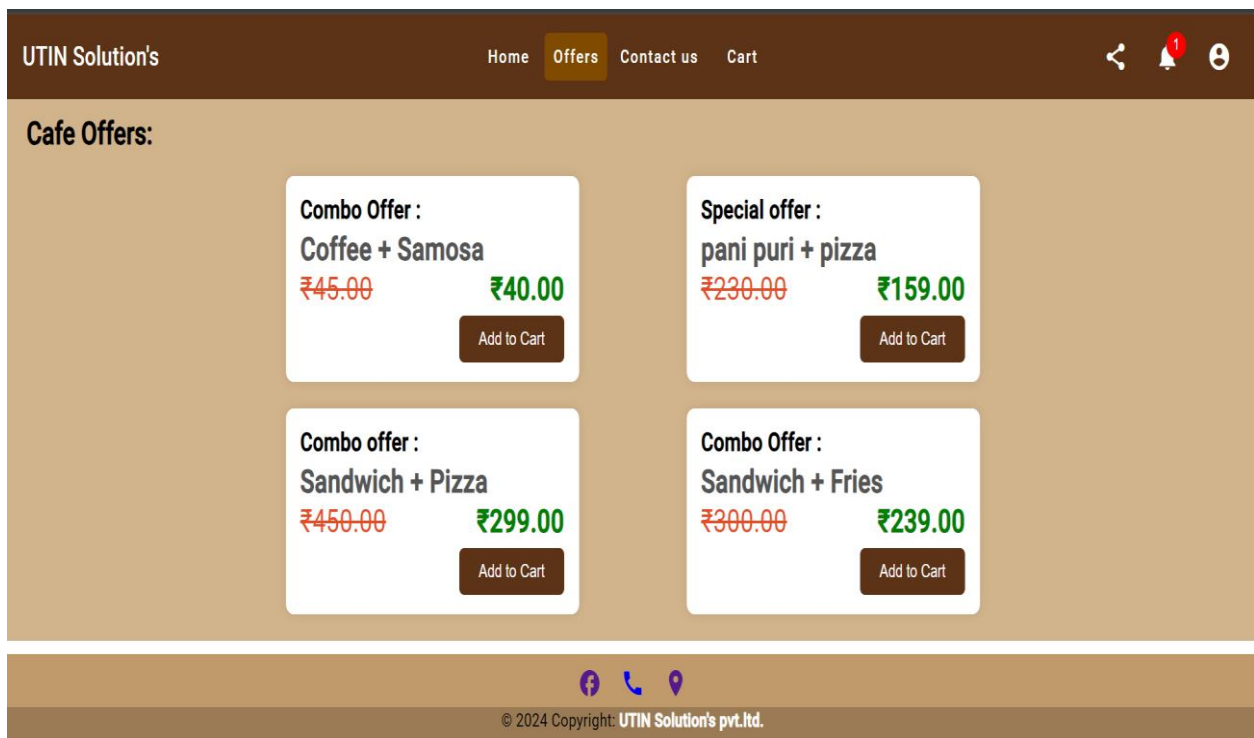 UTIN Solution's
Home Offers Contact us Cart
1
Cafe Offers:
Combo Offer :
Coffee + Samosa
₹45.00 ₹40.00
Add to Cart
Special offer :
pani puri + pizza
₹230.00 ₹159.00
Add to Cart
Combo offer :
Sandwich + Pizza
₹450.00 ₹299.00
Add to Cart
Combo Offer :
Sandwich + Fries
₹300.00 ₹239.00
Add to Cart
© 2024 Copyright: UTIN Solution's pvt.ltd.